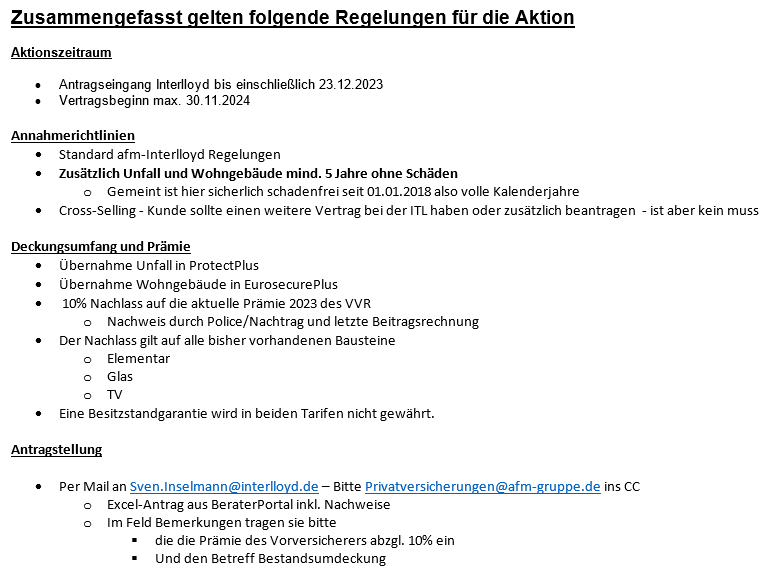 Zusammengefasst gelten folgende Regelungen für die Aktion
Aktionszeitraum
• Antragseingang Interlloyd bis einschließlich 23.12.2023
• Vertragsbeginn max. 30.11.2024
Annahmerichtlinien
• Standard afm-Interlloyd Regelungen
• Zusätzlich Unfall und Wohngebäude mind. 5 Jahre ohne Schäden
o Gemeint ist hier sicherlich schadenfrei seit 01.01.2018 also volle Kalenderjahre
• Cross-Selling - Kunde sollte einen weitere Vertrag bei der ITL haben oder zusätzlich beantragen - ist aber kein muss
Deckungsumfang und Prämie
• Übernahme Unfall in ProtectPlus
• Übernahme Wohngebäude in EurosecurePlus
• 10% Nachlass auf die aktuelle Prämie 2023 des VVR
o Nachweis durch Police/Nachtrag und letzte Beitragsrechnung
• Der Nachlass gilt auf alle bisher vorhandenen Bausteine
o Elementar
o Glas
o TV
• Eine Besitzstandgarantie wird in beiden Tarifen nicht gewährt.
Antragstellung
• Per Mail an Sven.Inselmann@interlloyd.de – Bitte Privatversicherungen@afm-gruppe.de ins CC
o Excel-Antrag aus BeraterPortal inkl. Nachweise
o Im Feld Bemerkungen tragen sie bitte
▪ die die Prämie des Vorversicherers abzgl. 10% ein
▪ Und den Betreff Bestandsumdeckung